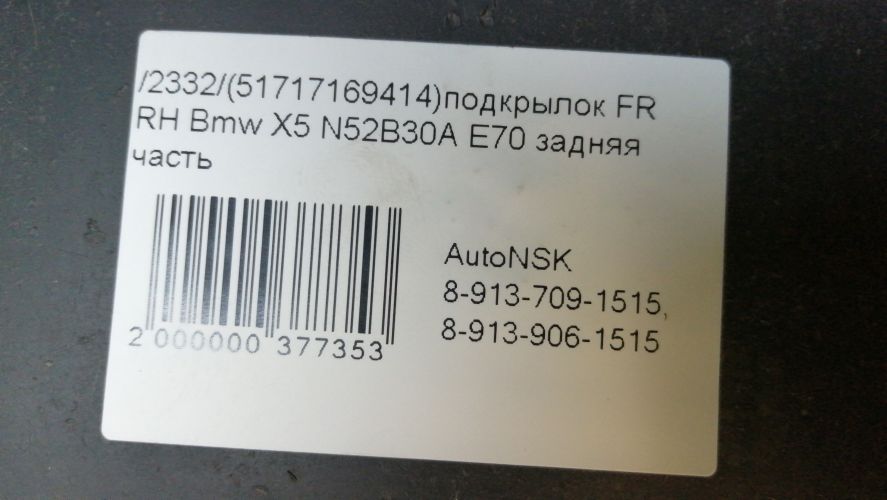 /2332/(51717169414)подкрылок FR
RH Bmw X5 N52B30A E70 задняя
часть
AutoNSK
8-913-709-1515,
8-913-906-1515
2 000000 377353